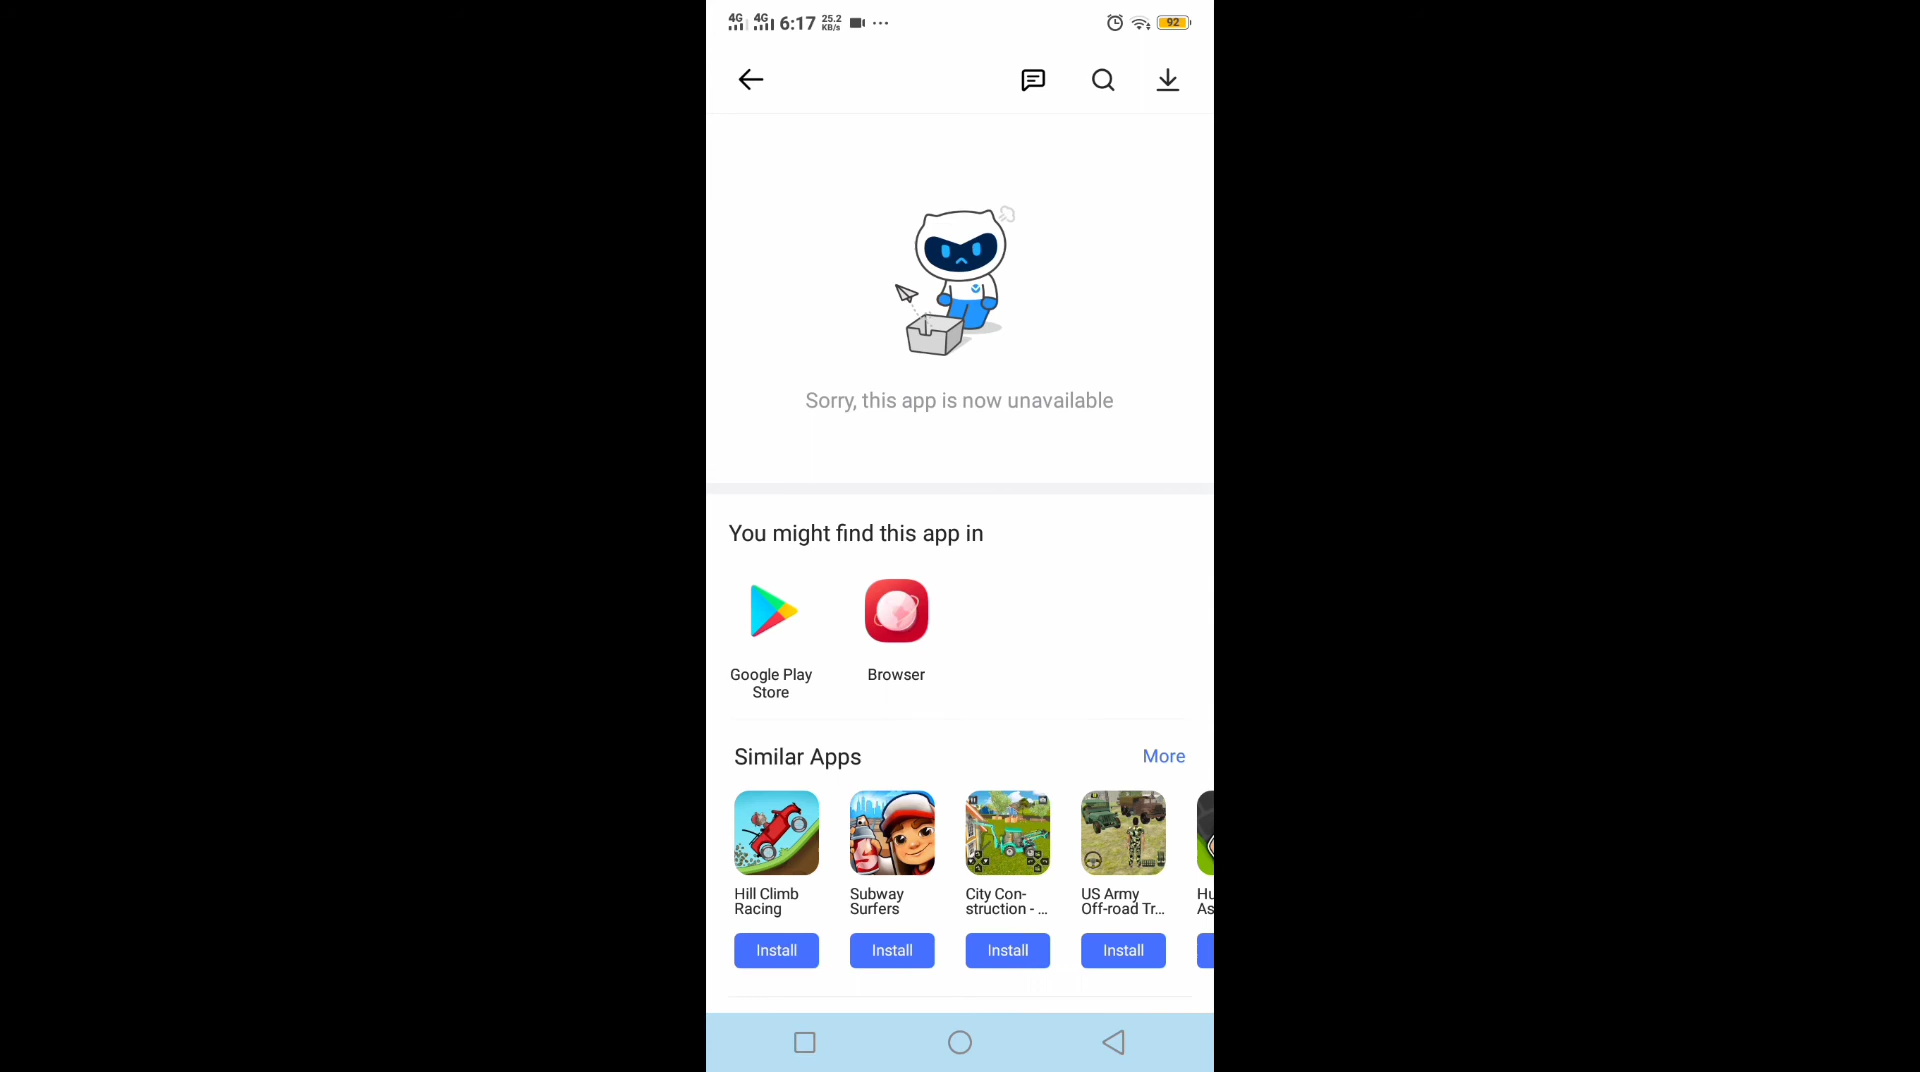 4G 4G 6:17 25.2 KB/s 92
Sorry, this app is now unavailable
You might find this app in
Google Play
Store
Browser
Similar Apps More
Hill Climb
Racing
Install
Subway
Surfers
Install
City Con-
struction - ...
Install
US Army
Off-road Tr...
Install
Hu
As